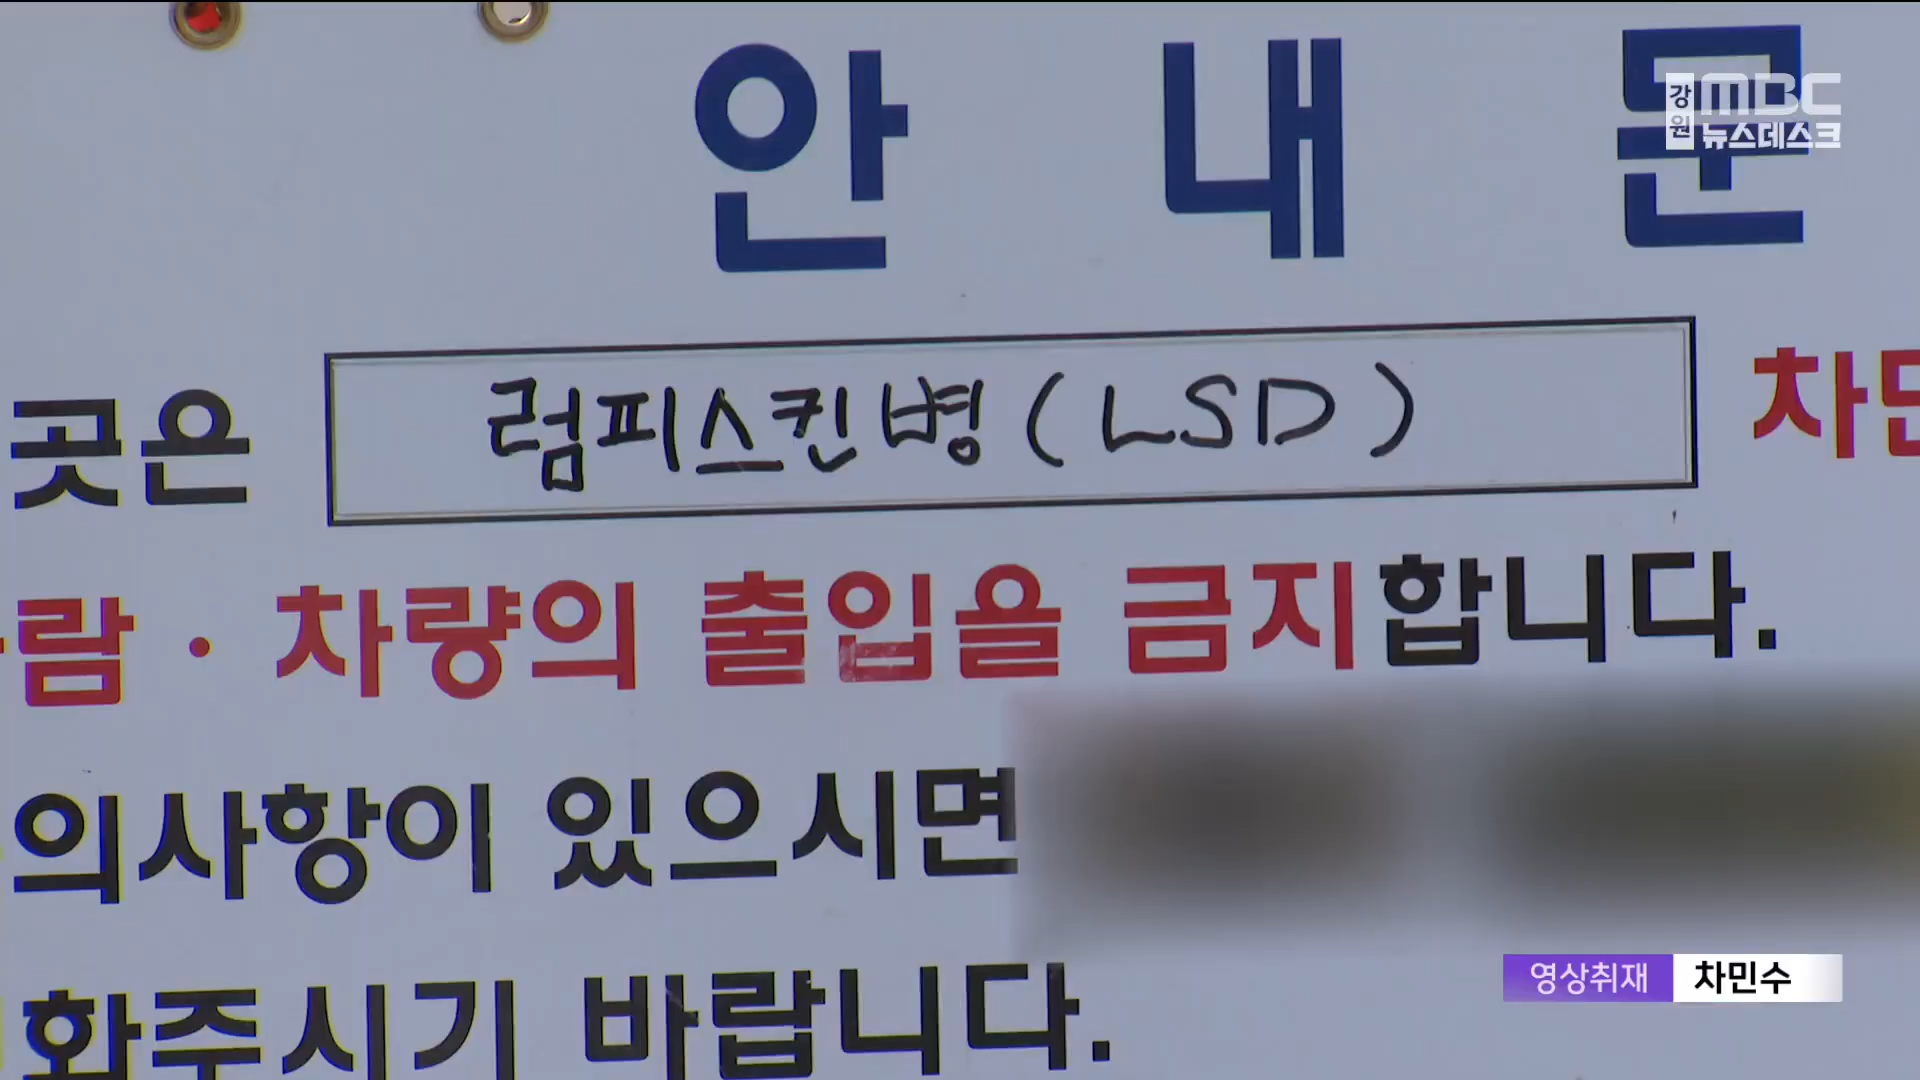 안 내 문
강원 MBC 뉴스데스크
곳은 럼피스킨병(LSD)
람 · 차량의 출입을 금지합니다.
의사항이 있으시면
화주시기 바랍니다.
영상취재 차민수